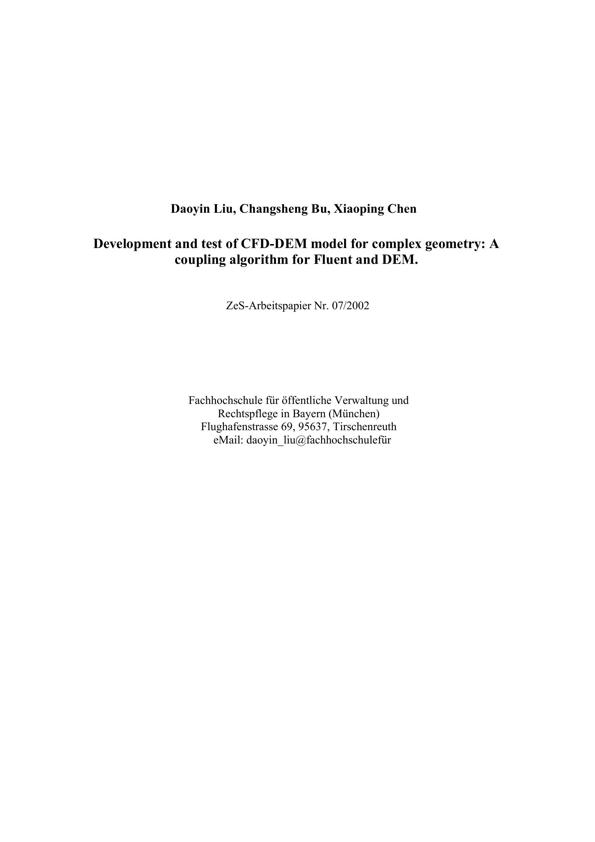 Daoyin Liu, Changsheng Bu, Xiaoping Chen
Development and test of CFD-DEM model for complex geometry: A
coupling algorithm for Fluent and DEM.
ZeS-Arbeitspapier Nr. 07/2002
Fachhochschule für öffentliche Verwaltung und
Rechtspflege in Bayern (München)
Flughafenstrasse 69, 95637, Tirschenreuth
eMail: daoyin_liu@fachhochschulefür